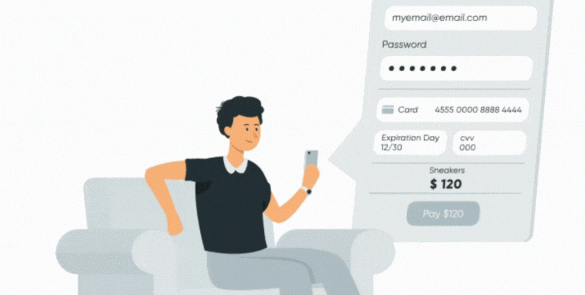 myemail@email.com
Password
•••••••
Card 4555 0000 8888 4444
Expiration Day cvv
12/30 000
Sneakers
$ 120
Pay $120